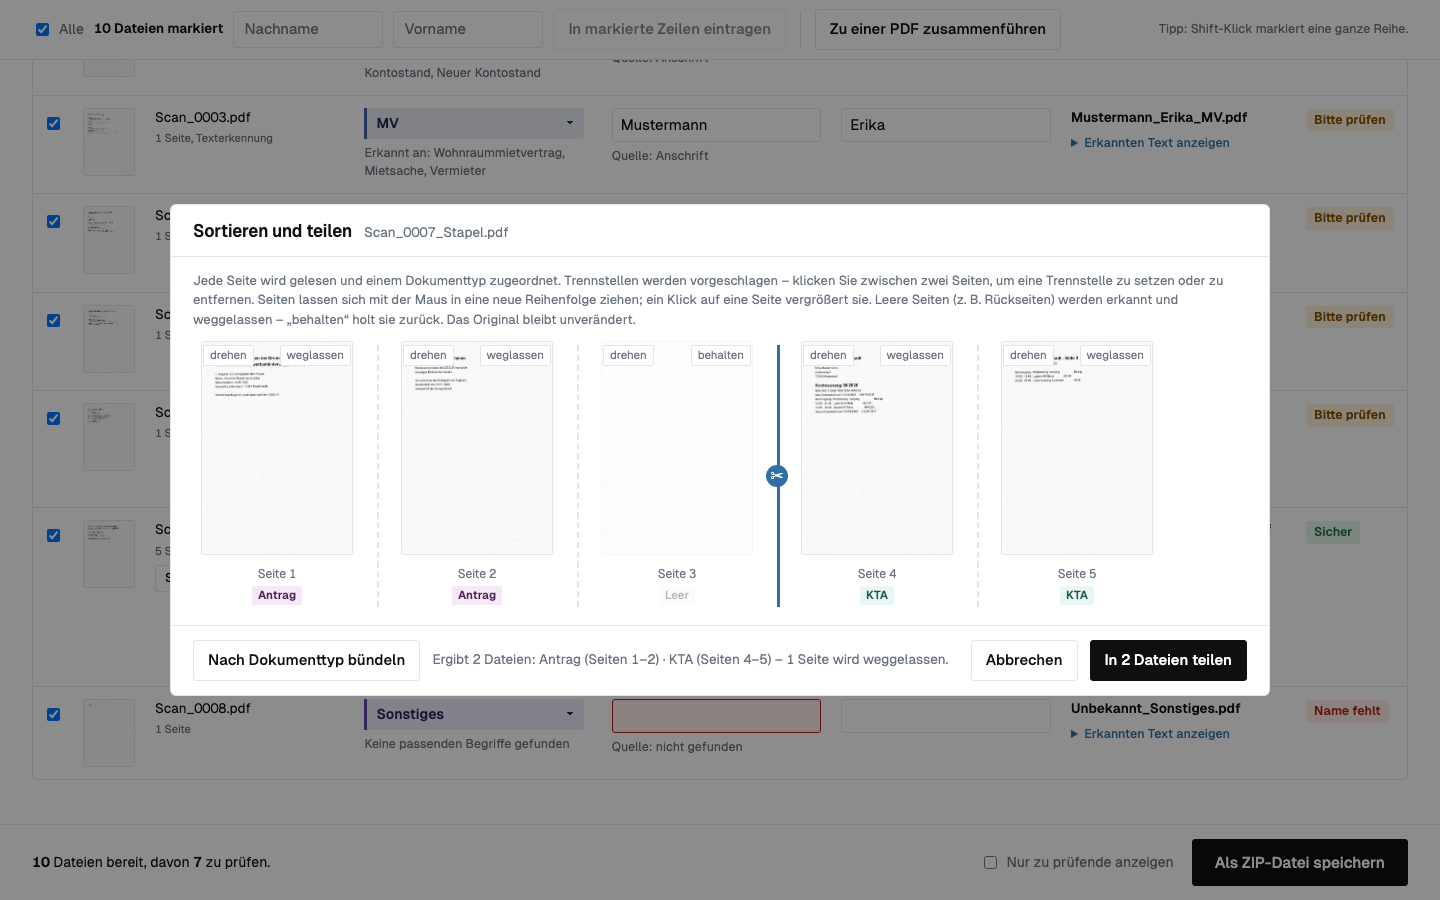 Alle 10 Dateien markiert Nachname Vorname In markierte Zeilen eintragen Zu einer PDF zusammenführen Tipp: Shift-Klick markiert eine ganze Reihe.
Kontostand, Neuer Kontostand
Scan_0003.pdf
1 Seite, Texterkennung
MV
Erkannt an: Wohnraummietvertrag,
Mietsache, Vermieter
Mustermann
Quelle: Anschrift
Erika
Mustermann_Erika_MV.pdf
Erkannten Text anzeigen
Bitte prüfen
Bitte prüfen
Bitte prüfen
Bitte prüfen
Sicher
Sortieren und teilen Scan_0007_Stapel.pdf
Jede Seite wird gelesen und einem Dokumenttyp zugeordnet. Trennstellen werden vorgeschlagen – klicken Sie zwischen zwei Seiten, um eine Trennstelle zu setzen oder zu
entfernen. Seiten lassen sich mit der Maus in eine neue Reihenfolge ziehen; ein Klick auf eine Seite vergrößert sie. Leere Seiten (z. B. Rückseiten) werden erkannt und
weggelassen – „behalten“ holt sie zurück. Das Original bleibt unverändert.
drehen weglassen drehen weglassen drehen behalten drehen weglassen drehen weglassen
Seite 1 Seite 2 Seite 3 Seite 4 Seite 5
Antrag Antrag Leer KTA KTA
Nach Dokumenttyp bündeln Ergibt 2 Dateien: Antrag (Seiten 1–2) · KTA (Seiten 4–5) – 1 Seite wird weggelassen. Abbrechen In 2 Dateien teilen
Scan_0008.pdf
1 Seite
Sonstiges
Keine passenden Begriffe gefunden
Quelle: nicht gefunden
Unbekannt_Sonstiges.pdf
Erkannten Text anzeigen
Name fehlt
10 Dateien bereit, davon 7 zu prüfen. Nur zu prüfende anzeigen Als ZIP-Datei speichern